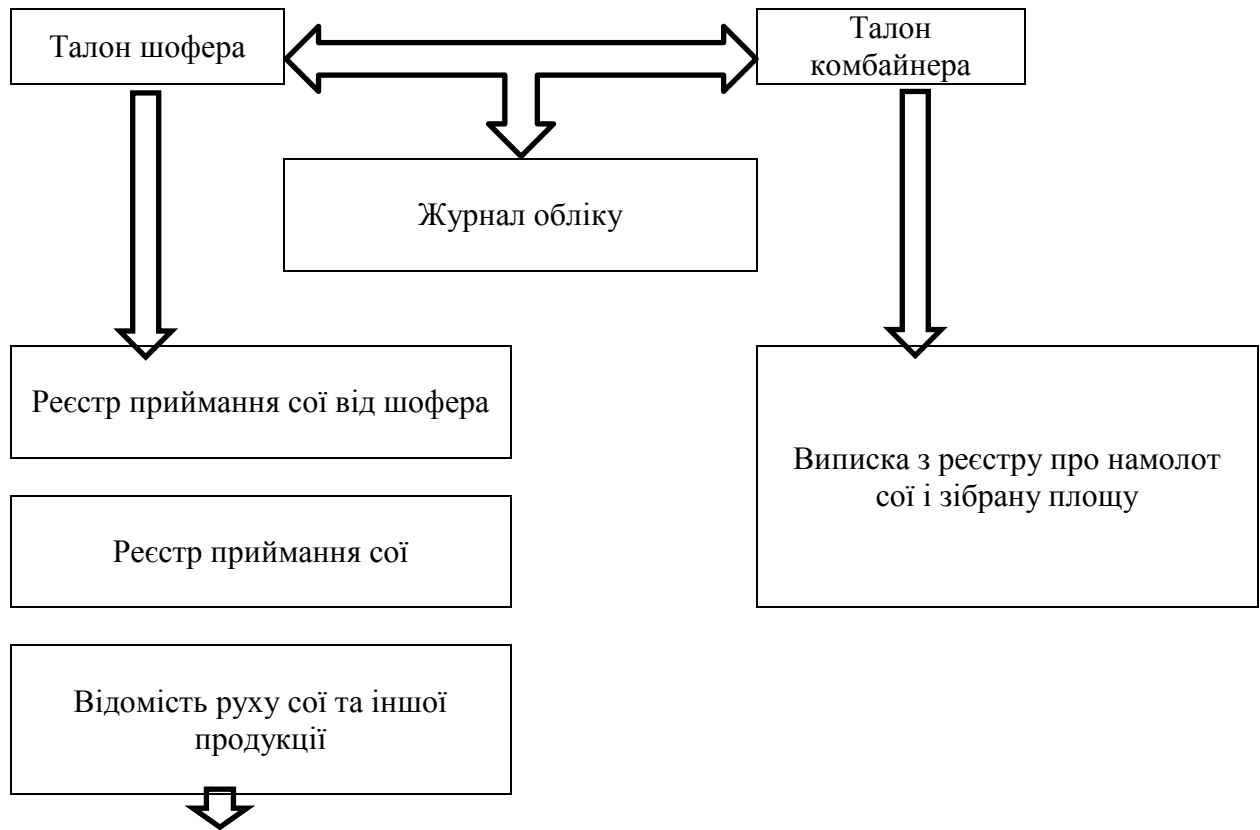 Талон шофера
Талон
комбайнера
Журнал обліку
Реєстр приймання сої від шофера
Виписка з реєстру про намолот
сої і зібрану площу
Реєстр приймання сої
Відомість руху сої та іншої
продукції